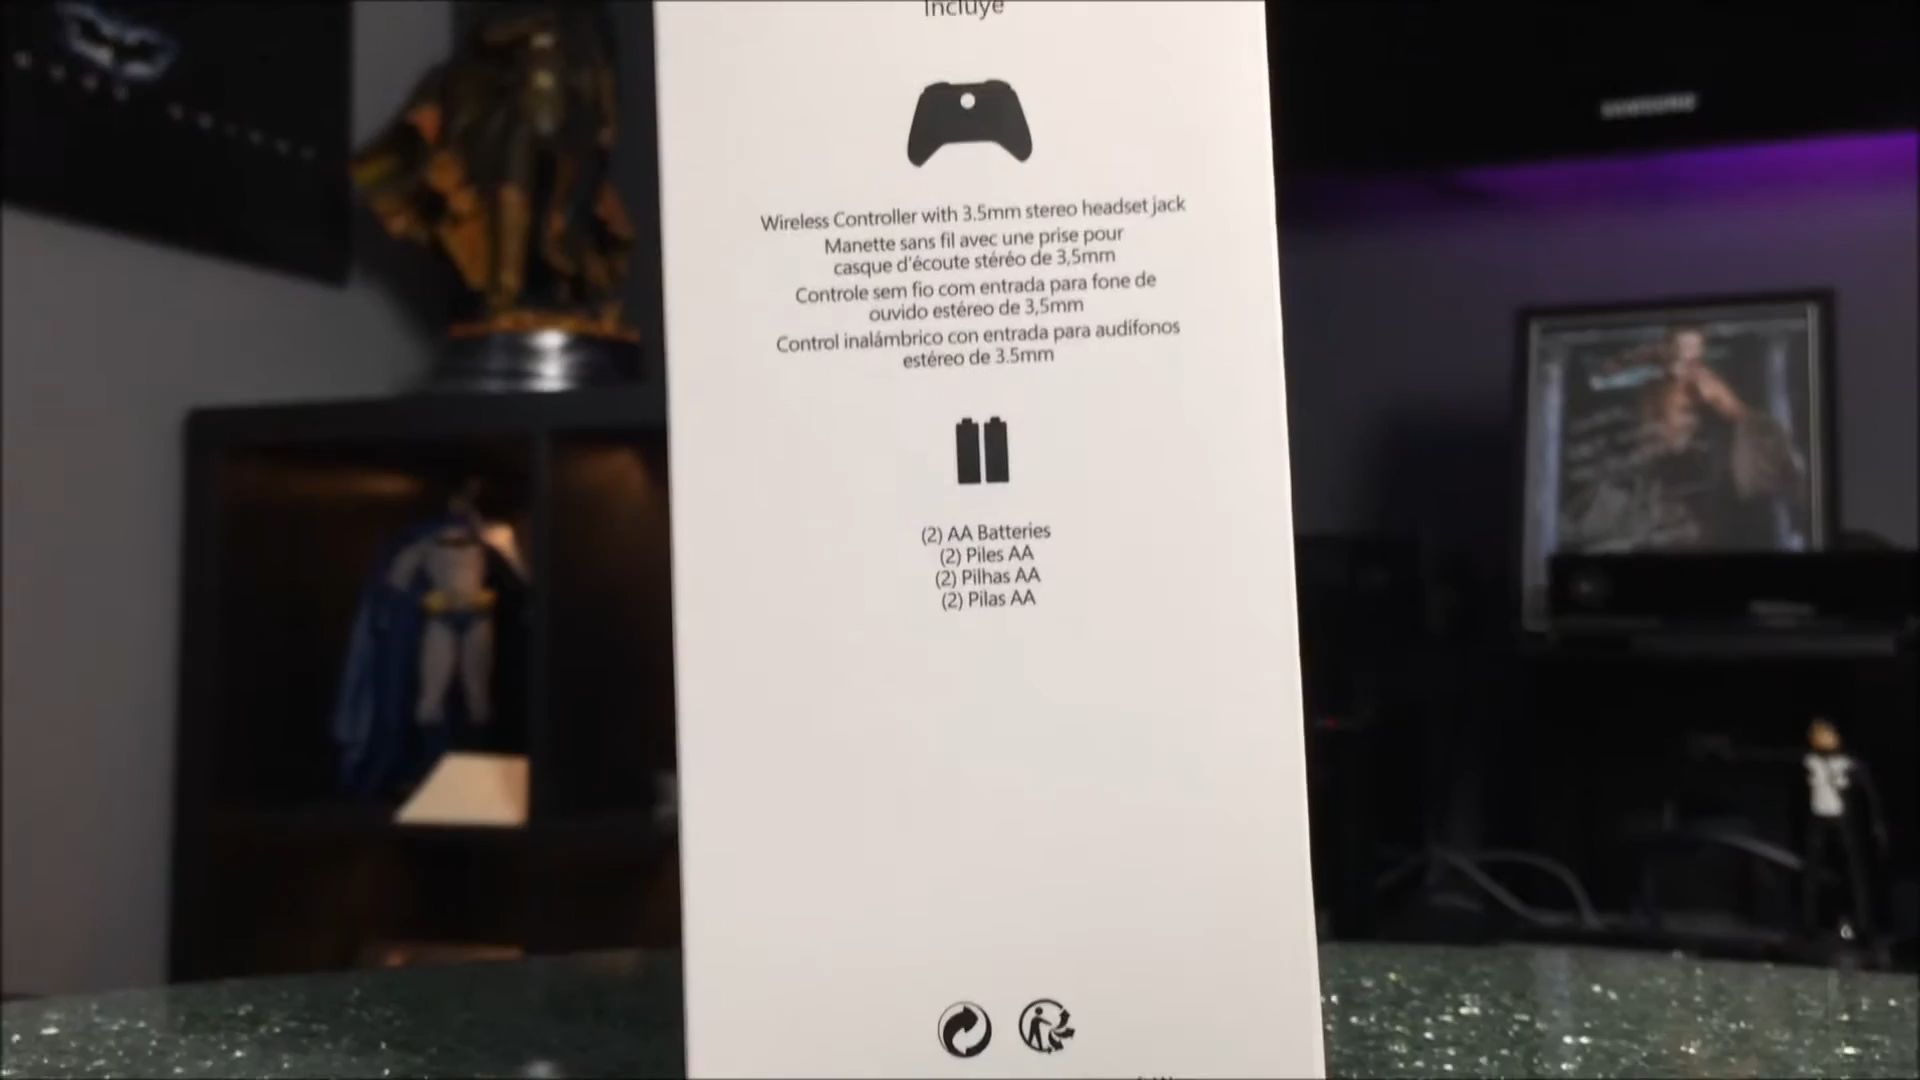 Incluye
SAMSUNG
Wireless Controller with 3.5mm stereo headset jack
Manette sans fil avec une prise pour
casque d'écoute stéréo de 3,5mm
Controle sem fio com entrada para fone de
ouvido estéreo de 3,5mm
Control inalámbrico con entrada para audífonos
estéreo de 3.5mm
(2) AA Batteries
(2) Piles AA
(2) Pilhas AA
(2) Pilas AA